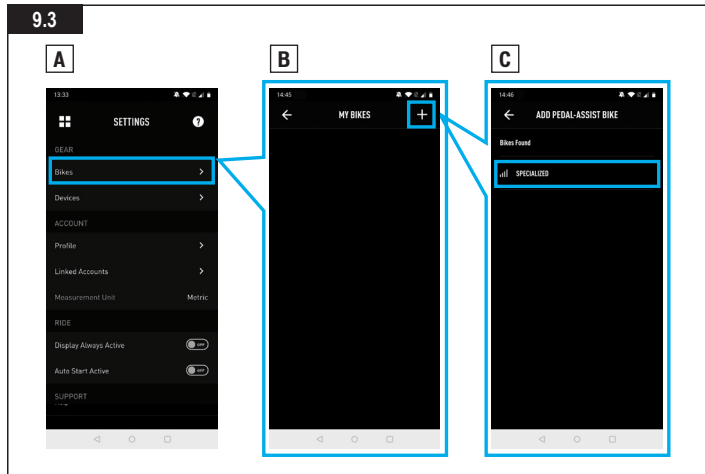 9.3
A
B
C
13:33
SETTINGS
?
GEAR
Bikes
Devices
ACCOUNT
Profile
Linked Accounts
Measurement Unit Metric
RIDE
Display Always Active OFF
Auto Start Active OFF
SUPPORT
14:45
MY BIKES
14:46
ADD PEDAL-ASSIST BIKE
Bikes Found
SPECIALIZED